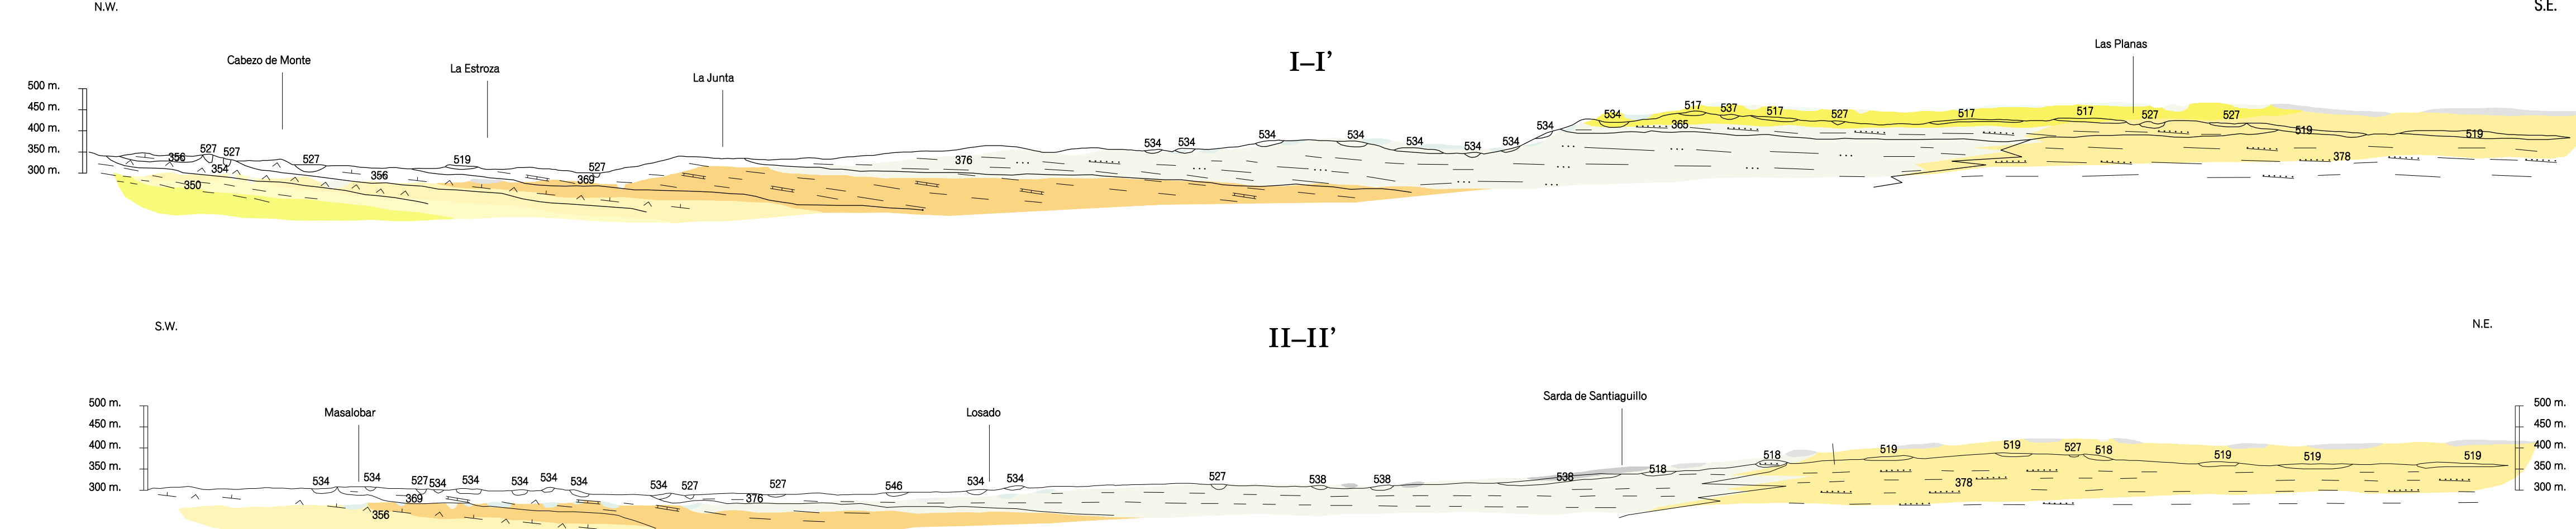 N.W.
S.E.
I–I’
Las Planas
Cabezo de Monte
La Estroza
La Junta
500 m.
450 m.
400 m.
350 m.
300 m.
356 527 527 354 350 527 356 519 527 369 376 534 534 534 534 534 534 534 534 534 517 537 517 527 365 517 517 527 527 519 378 519
S.W.
N.E.
II–II’
Masalobar
Losado
Sarda de Santiaguillo
500 m.
450 m.
400 m.
350 m.
300 m.
534 534 527 534 534 534 534 534 369 356 534 527 376 527 546 534 534 527 538 538 538 518 518 519 519 527 518 378 519 519 519
500 m.
450 m.
400 m.
350 m.
300 m.